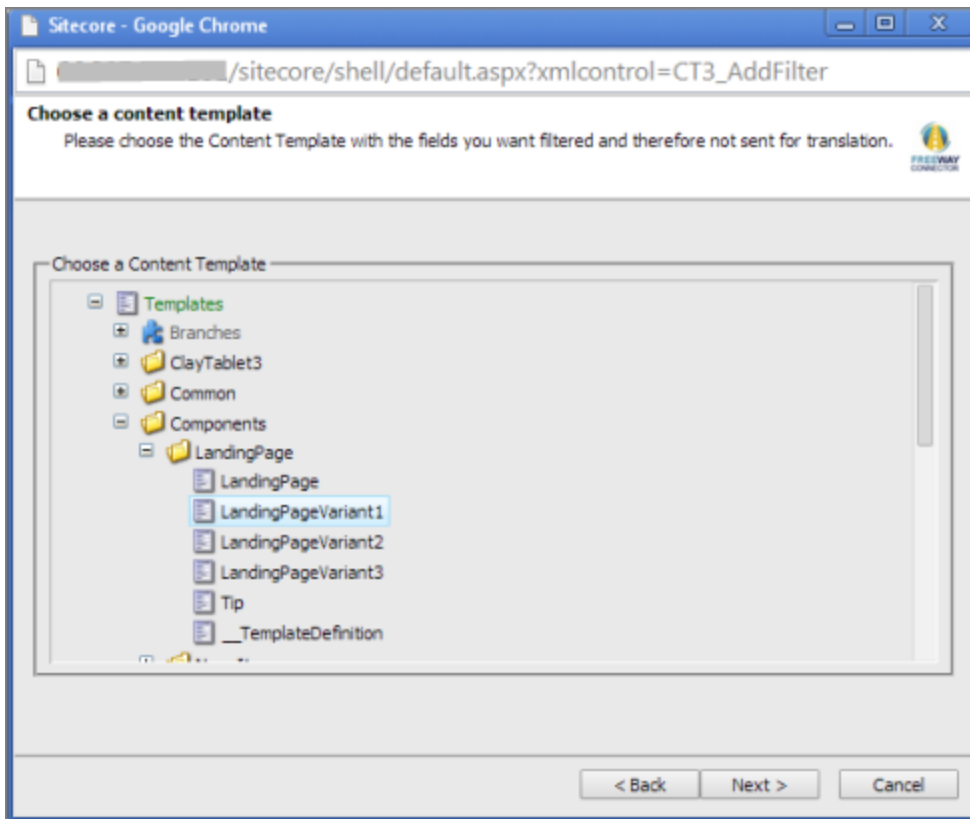 Sitecore - Google Chrome
/sitecore/shell/default.aspx?xmlcontrol=CT3_AddFilter
Choose a content template
Please choose the Content Template with the fields you want filtered and therefore not sent for translation.
FREEWAY
CONNECTOR
Choose a Content Template
Templates
Branches
ClayTablet3
Common
Components
LandingPage
LandingPage
LandingPageVariant1
LandingPageVariant2
LandingPageVariant3
Tip
__TemplateDefinition
< Back Next > Cancel